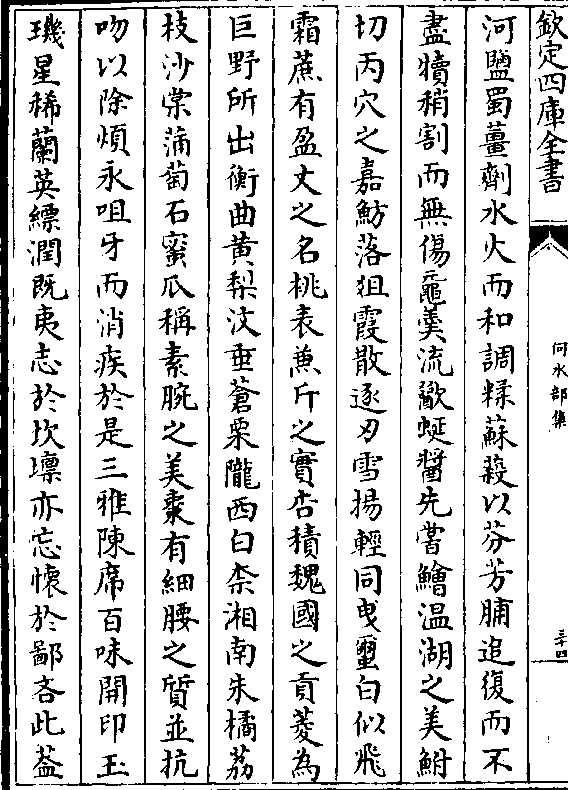 欽定四庫全書
何水部集
三十四
河鹽蜀薑劑水火而和調糅蘇蔱以芬芳脯追復而不
盡犢稍割而無傷黿羮流歠蜒醬先嘗鱠温湖之美鮒
切丙穴之嘉魴落俎霞散逐刃雪揚輕同曳璽白似飛
霜蔗有盈丈之名桃表兼斤之實杏積魏國之貢菱為
巨野所出衡曲黄梨汶垂蒼栗隴西白柰湘南朱橘荔
枝沙棠蒲萄石蜜瓜稱素腕之美棗有細腰之質並抗
吻以除煩永咀牙而消疾於是三雅陳席百味開印玉
璣星稀蘭英縹潤既夷志於坎壈亦忘懷於鄙吝此葢